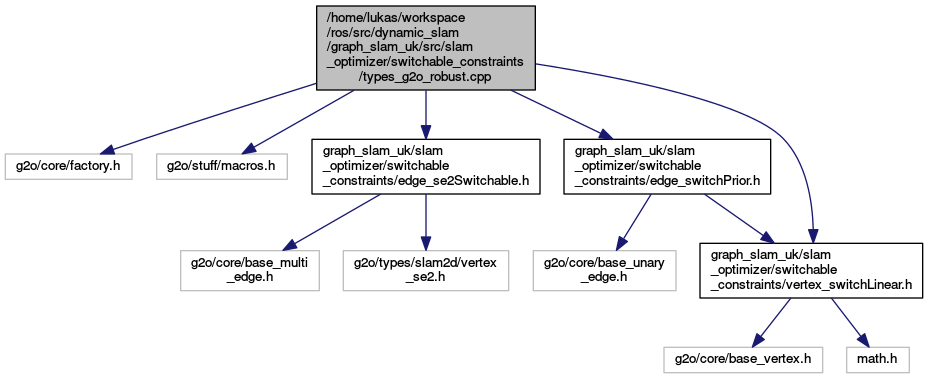 /home/lukas/workspace
/ros/src/dynamic_slam
/graph_slam_uk/src/slam
_optimizer/switchable_constraints
/types_g2o_robust.cpp
g2o/core/factory.h
g2o/stuff/macros.h
graph_slam_uk/slam
_optimizer/switchable
_constraints/edge_se2Switchable.h
graph_slam_uk/slam
_optimizer/switchable
_constraints/edge_switchPrior.h
g2o/core/base_multi
_edge.h
g2o/types/slam2d/vertex
_se2.h
g2o/core/base_unary
_edge.h
graph_slam_uk/slam
_optimizer/switchable
_constraints/vertex_switchLinear.h
g2o/core/base_vertex.h
math.h